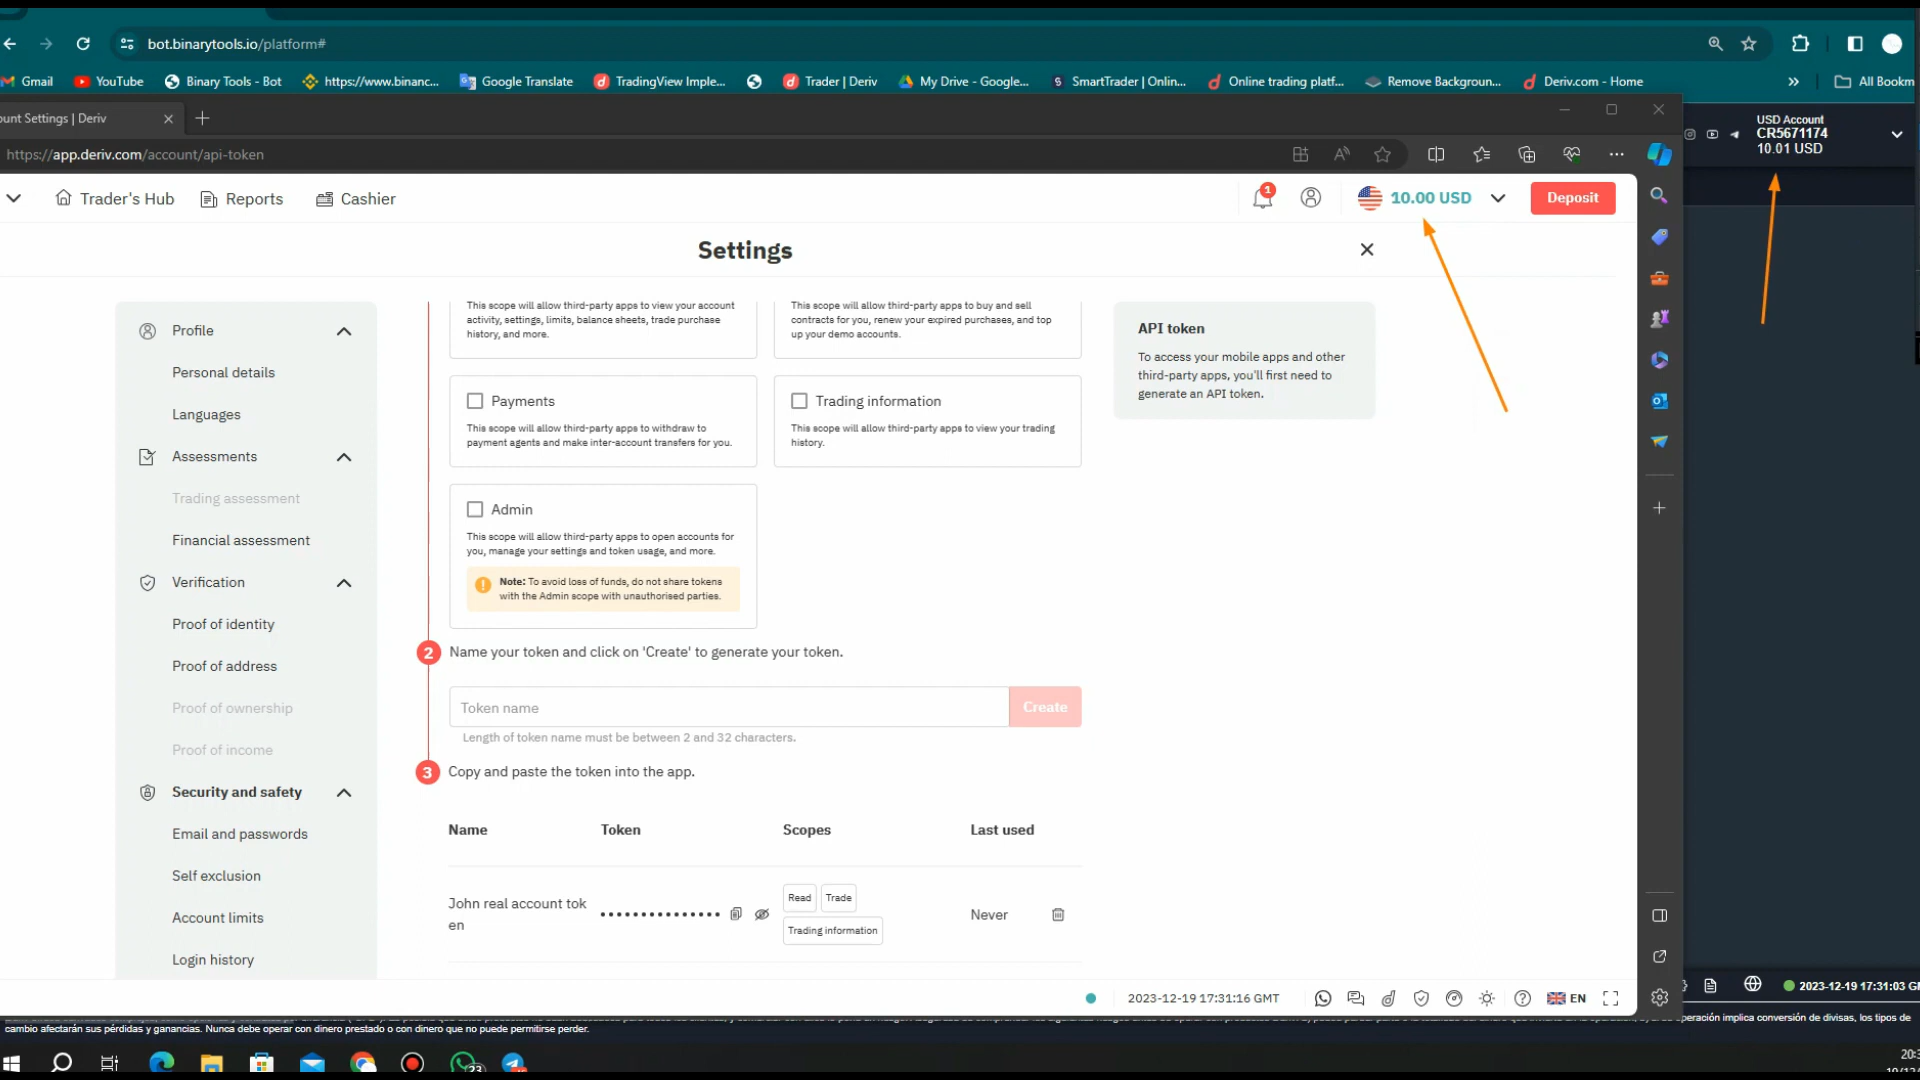 bot.binarytools.io/platform#
Gmail
YouTube
Binary Tools - Bot
https://www.binanc...
Google Translate
TradingView Imple...
Trader | Deriv
My Drive - Google...
SmartTrader | Onlin...
Online trading platf...
Remove Backgroun...
Deriv.com - Home
All Bookm
ount Settings | Deriv
https://app.deriv.com/account/api-token
USD Account
CR5671174
10.01 USD
Trader's Hub
Reports
Cashier
1
10.00 USD
Deposit
Settings
Profile
Personal details
Languages
Assessments
Trading assessment
Financial assessment
Verification
Proof of identity
Proof of address
Proof of ownership
Proof of income
Security and safety
Email and passwords
Self exclusion
Account limits
Login history
This scope will allow third-party apps to view your account
activity, settings, limits, balance sheets, trade purchase
history, and more.
This scope will allow third-party apps to buy and sell
contracts for you, renew your expired purchases, and top
up your demo accounts.
Payments
This scope will allow third-party apps to withdraw to
payment agents and make inter-account transfers for you.
Trading information
This scope will allow third-party apps to view your trading
history.
Admin
This scope will allow third-party apps to open accounts for
you, manage your settings and token usage, and more.
Note: To avoid loss of funds, do not share tokens
with the Admin scope with unauthorised parties.
API token
To access your mobile apps and other
third-party apps, you'll first need to
generate an API token.
2
Name your token and click on 'Create' to generate your token.
Token name
Create
Length of token name must be between 2 and 32 characters.
3
Copy and paste the token into the app.
Name
Token
Scopes
Last used
John real account tok
en
Read
Trade
Trading information
Never
2023-12-19 17:31:16 GMT
EN
2023-12-19 17:31:03 G
operación implica conversión de divisas, los tipos de
cambio afectarán sus pérdidas y ganancias. Nunca debe operar con dinero prestado o con dinero que no puede permitirse perder.
23
20:3